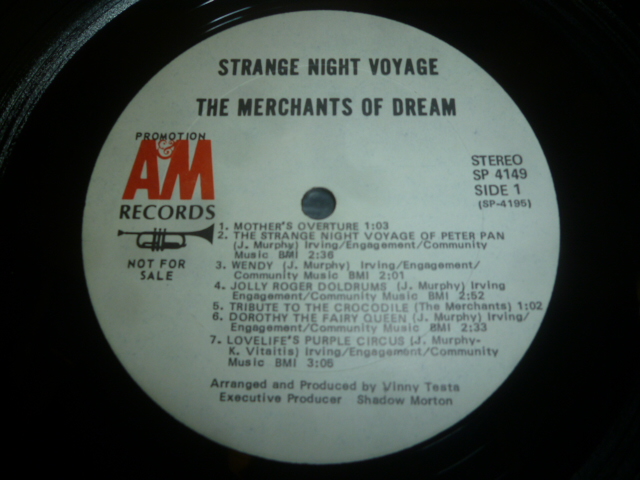 STRANGE NIGHT VOYAGE
THE MERCHANTS OF DREAM
PROMOTION
A&M
RECORDS
NOT FOR
SALE
STEREO
SP 4149
SIDE 1
(SP-4195)
1. MOTHER'S OVERTURE 1:03
2. THE STRANGE NIGHT VOYAGE OF PETER PAN
(J. Murphy) Irving/Engagement/Community
Music BMI 2:36
3. WENDY (J. Murphy) Irving/Engagement/
Community Music BMI 2:01
4. JOLLY ROGER DOLDRUMS (J. Murphy) Irving
Engagement/Community Music BMI 2:52
5. TRIBUTE TO THE CROCODILE (The Merchants) 1:02
6. DOROTHY THE FAIRY QUEEN (J. Murphy) Irving/
Engagement/Community Music BMI 2:33
7. LOVELIFE'S PURPLE CIRCUS (J. Murphy-
K. Vitaitis) Irving/Engagement/Community
Music BMI 3:05
Arranged and Produced by Vinny Testa
Executive Producer Shadow Morton